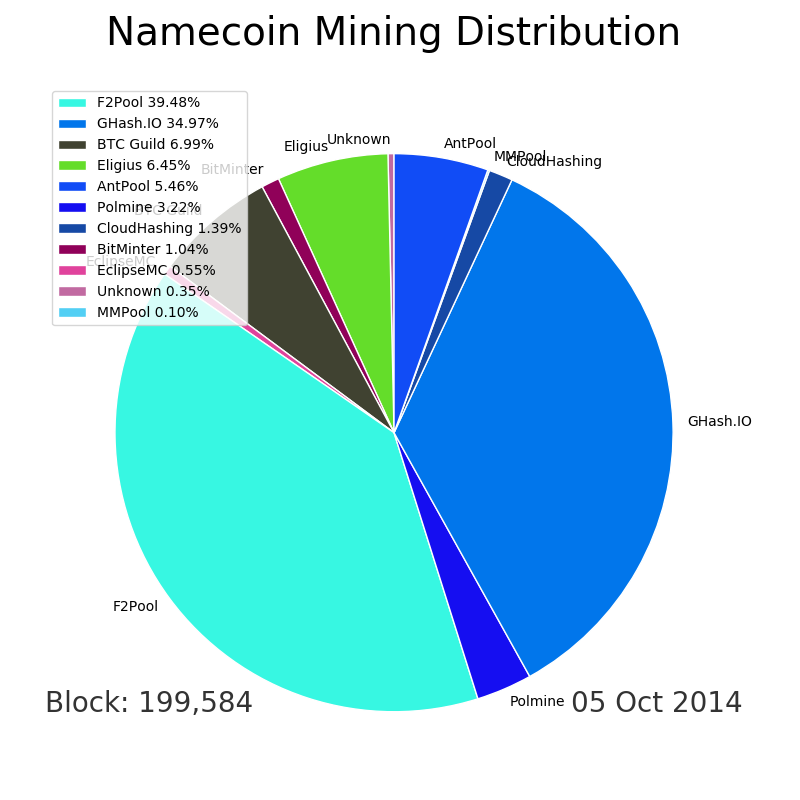 Namecoin Mining Distribution
F2Pool 39.48%
GHash.IO 34.97%
BTC Guild 6.99%
Eligius 6.45%
AntPool 5.46%
Polmine 3.22%
CloudHashing 1.39%
BitMinter 1.04%
EclipseMC 0.55%
Unknown 0.35%
MMPool 0.10%
Unknown
AntPool
Eligius
MMPool
CloudHashing
BitMinter
BTC Guild
EclipseMC
GHash.IO
F2Pool
Polmine
Block: 199,584
05 Oct 2014